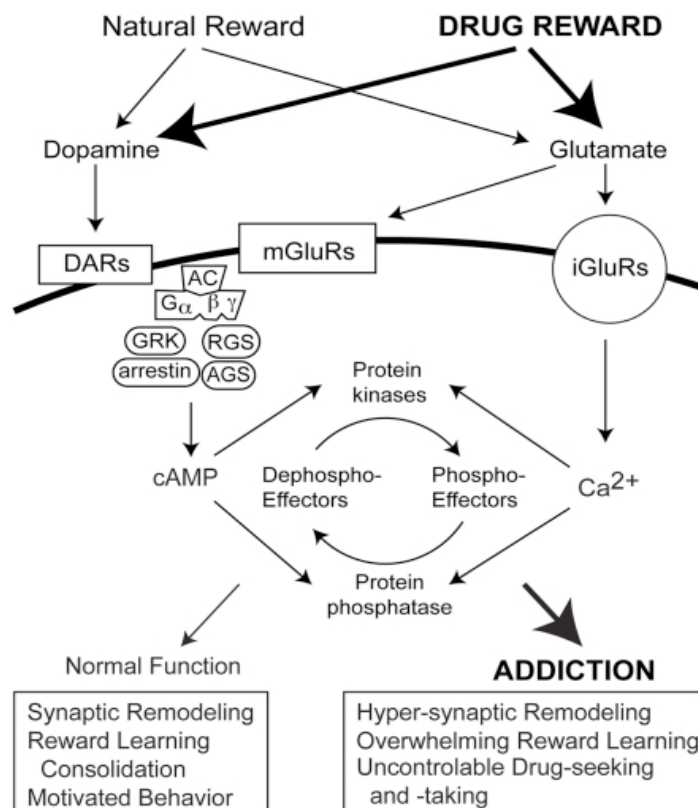 Natural Reward
DRUG REWARD
Dopamine
Glutamate
DARs
mGluRs
iGluRs
AC
Gα β γ
GRK
RGS
arrestin
AGS
Protein
kinases
cAMP
Dephospho-
Effectors
Phospho-
Effectors
Ca2+
Protein
phosphatase
Normal Function
ADDICTION
Synaptic Remodeling
Reward Learning
Consolidation
Motivated Behavior
Hyper-synaptic Remodeling
Overwhelming Reward Learning
Uncontrolable Drug-seeking
and -taking